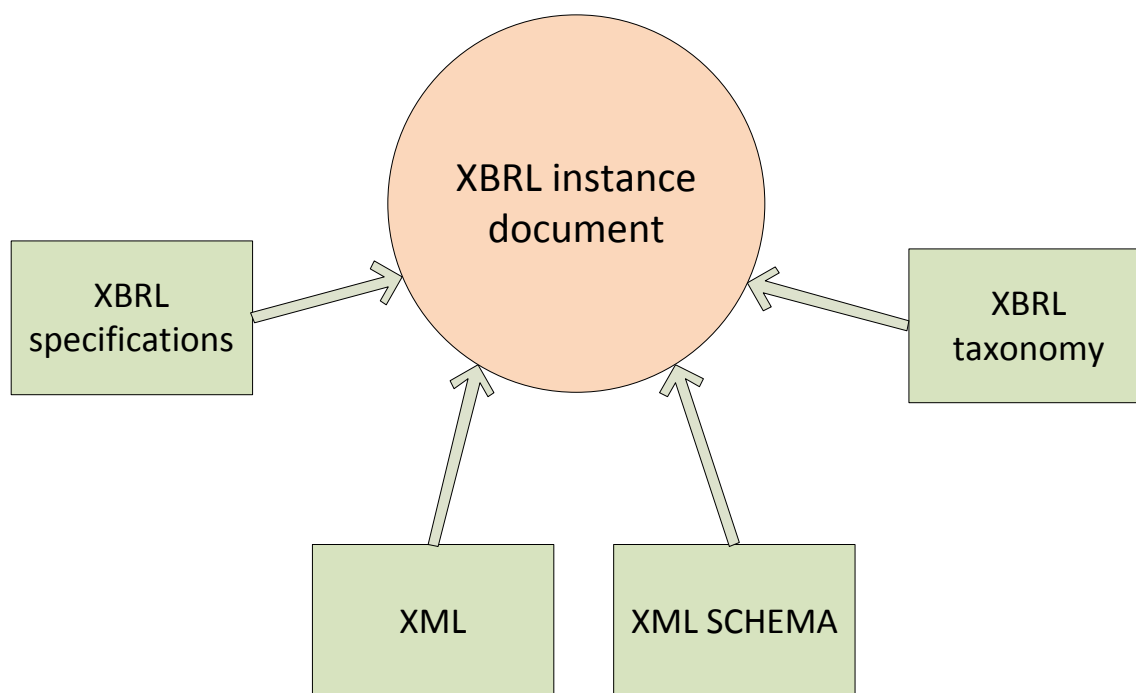 XBRL instance
document
XBRL
specifications
XBRL
taxonomy
XML
XML SCHEMA